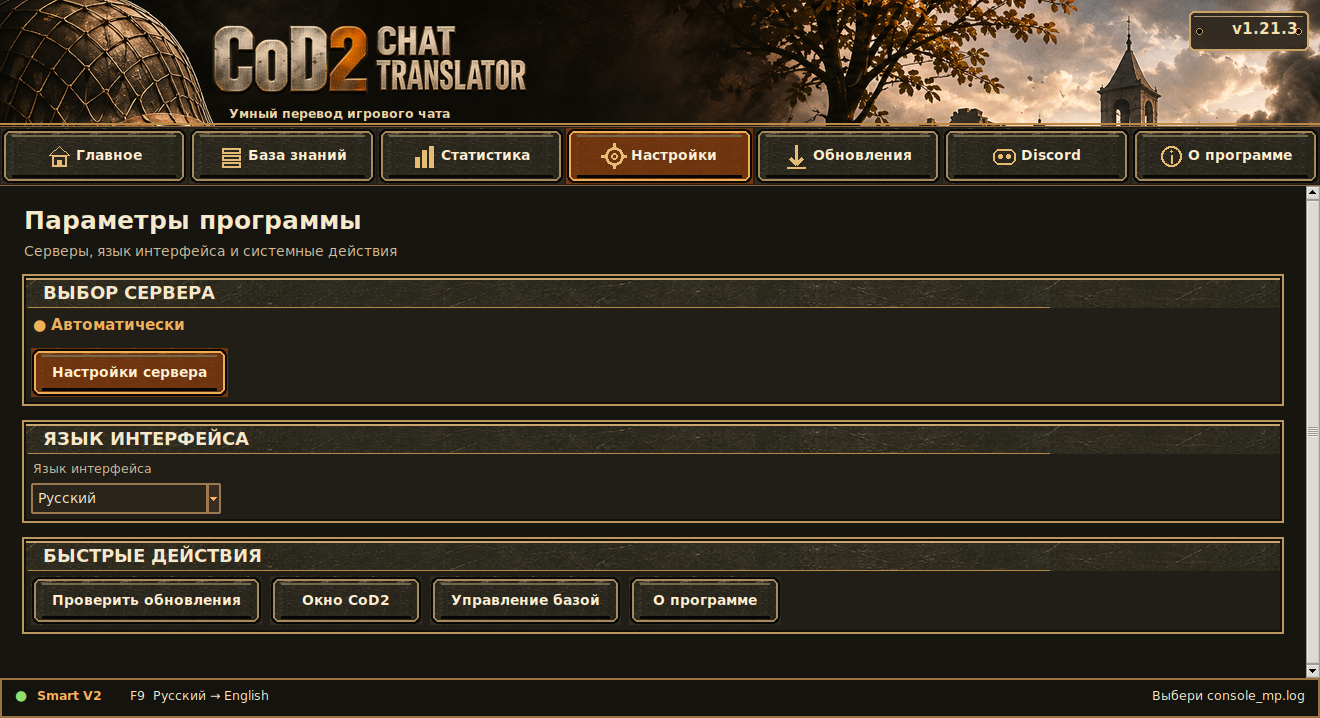 CoD2 CHAT TRANSLATOR
Умный перевод игрового чата
v1.21.3
Главное
База знаний
Статистика
Настройки
Обновления
Discord
О программе
Параметры программы
Серверы, язык интерфейса и системные действия
ВЫБОР СЕРВЕРА
● Автоматически
Настройки сервера
ЯЗЫК ИНТЕРФЕЙСА
Язык интерфейса
Русский
БЫСТРЫЕ ДЕЙСТВИЯ
Проверить обновления
Окно CoD2
Управление базой
О программе
● Smart V2
F9 Русский → English
Выбери console_mp.log